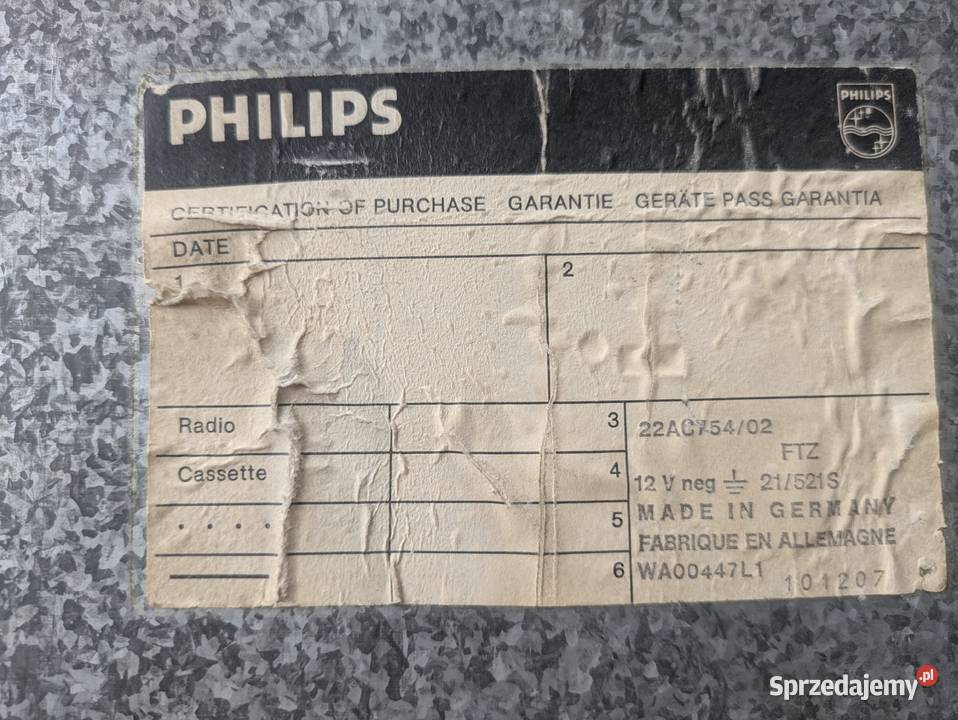 PHILIPS
PHILIPS
CERTIFICATION OF PURCHASE GARANTIE GERÄTE PASS GARANTIA
DATE
1
2
Radio
3
22AC754/02
FTZ
Cassette
4
12 V neg 21/521S
5
MADE IN GERMANY
FABRIQUE EN ALLEMAGNE
6
WA00447L1 101207
Sprzedajemy.pl